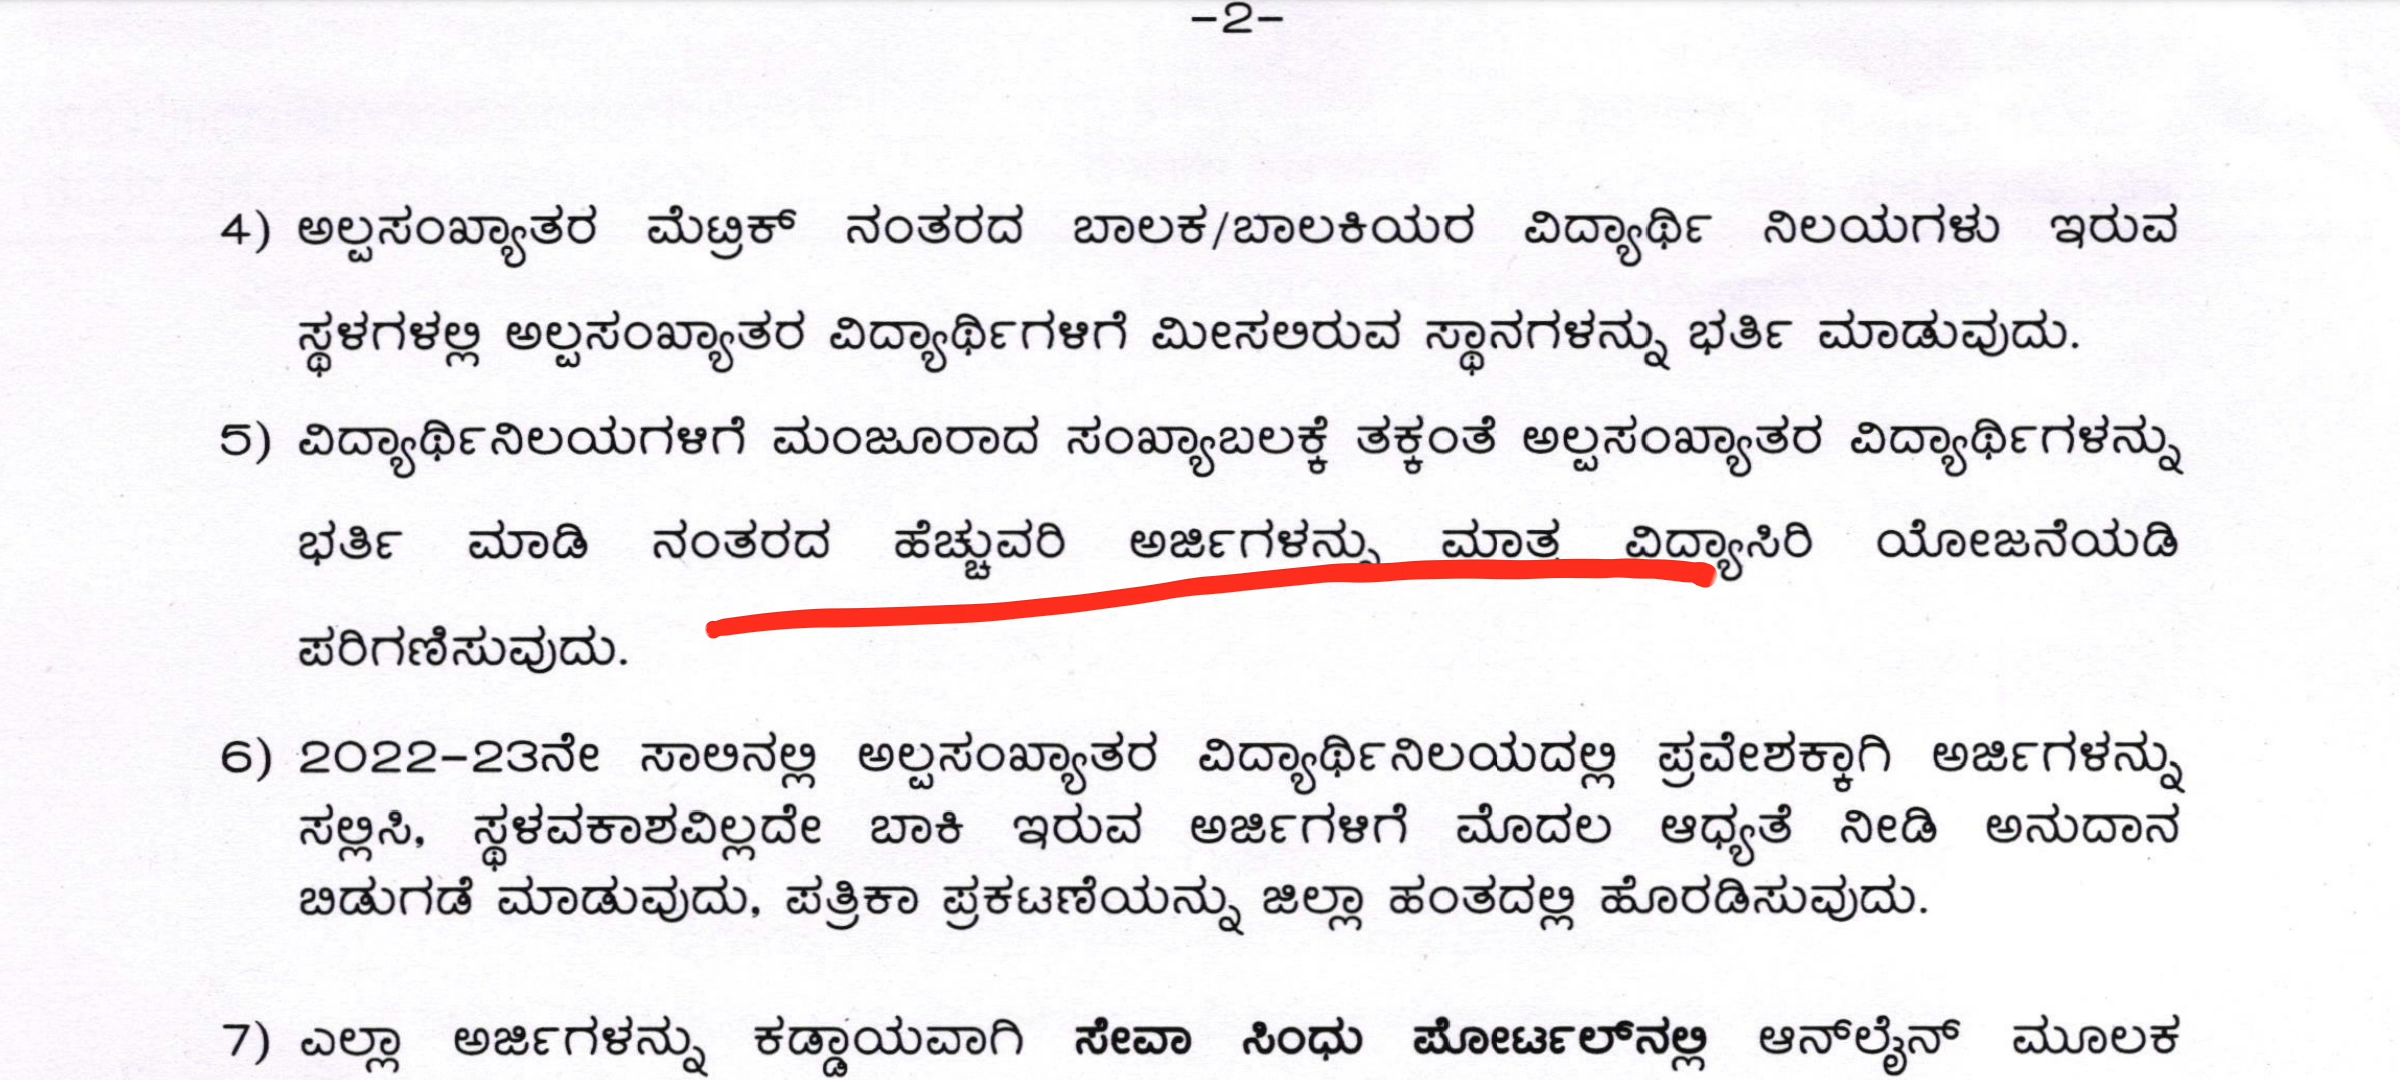 -2-
4) ಅಲ್ಪಸಂಖ್ಯಾತರ ಮೆಟ್ರಿಕ್ ನಂತರದ ಬಾಲಕ/ಬಾಲಕಿಯರ ವಿದ್ಯಾರ್ಥಿ ನಿಲಯಗಳು ಇರುವ
ಸ್ಥಳಗಳಲ್ಲಿ ಅಲ್ಪಸಂಖ್ಯಾತರ ವಿದ್ಯಾರ್ಥಿಗಳಿಗೆ ಮೀಸಲಿರುವ ಸ್ಥಾನಗಳನ್ನು ಭರ್ತಿ ಮಾಡುವುದು.
5) ವಿದ್ಯಾರ್ಥಿನಿಲಯಗಳಿಗೆ ಮಂಜೂರಾದ ಸಂಖ್ಯಾಬಲಕ್ಕೆ ತಕ್ಕಂತೆ ಅಲ್ಪಸಂಖ್ಯಾತರ ವಿದ್ಯಾರ್ಥಿಗಳನ್ನು
ಭರ್ತಿ ಮಾಡಿ ನಂತರದ ಹೆಚ್ಚುವರಿ ಅರ್ಜಿಗಳನ್ನು ಮಾತ್ರ ವಿದ್ಯಾಸಿರಿ ಯೋಜನೆಯಡಿ
ಪರಿಗಣಿಸುವುದು.
6) 2022-23ನೇ ಸಾಲಿನಲ್ಲಿ ಅಲ್ಪಸಂಖ್ಯಾತರ ವಿದ್ಯಾರ್ಥಿನಿಲಯದಲ್ಲಿ ಪ್ರವೇಶಕ್ಕಾಗಿ ಅರ್ಜಿಗಳನ್ನು
ಸಲ್ಲಿಸಿ, ಸ್ಥಳವಕಾಶವಿಲ್ಲದೇ ಬಾಕಿ ಇರುವ ಅರ್ಜಿಗಳಿಗೆ ಮೊದಲ ಆಧ್ಯತೆ ನೀಡಿ ಅನುದಾನ
ಬಿಡುಗಡೆ ಮಾಡುವುದು, ಪತ್ರಿಕಾ ಪ್ರಕಟಣೆಯನ್ನು ಜಿಲ್ಲಾ ಹಂತದಲ್ಲಿ ಹೊರಡಿಸುವುದು.
7) ಎಲ್ಲಾ ಅರ್ಜಿಗಳನ್ನು ಕಡ್ಡಾಯವಾಗಿ ಸೇವಾ ಸಿಂಧು ಪೋರ್ಟಲ್‌ನಲ್ಲಿ ಆನ್‌ಲೈನ್ ಮೂಲಕ